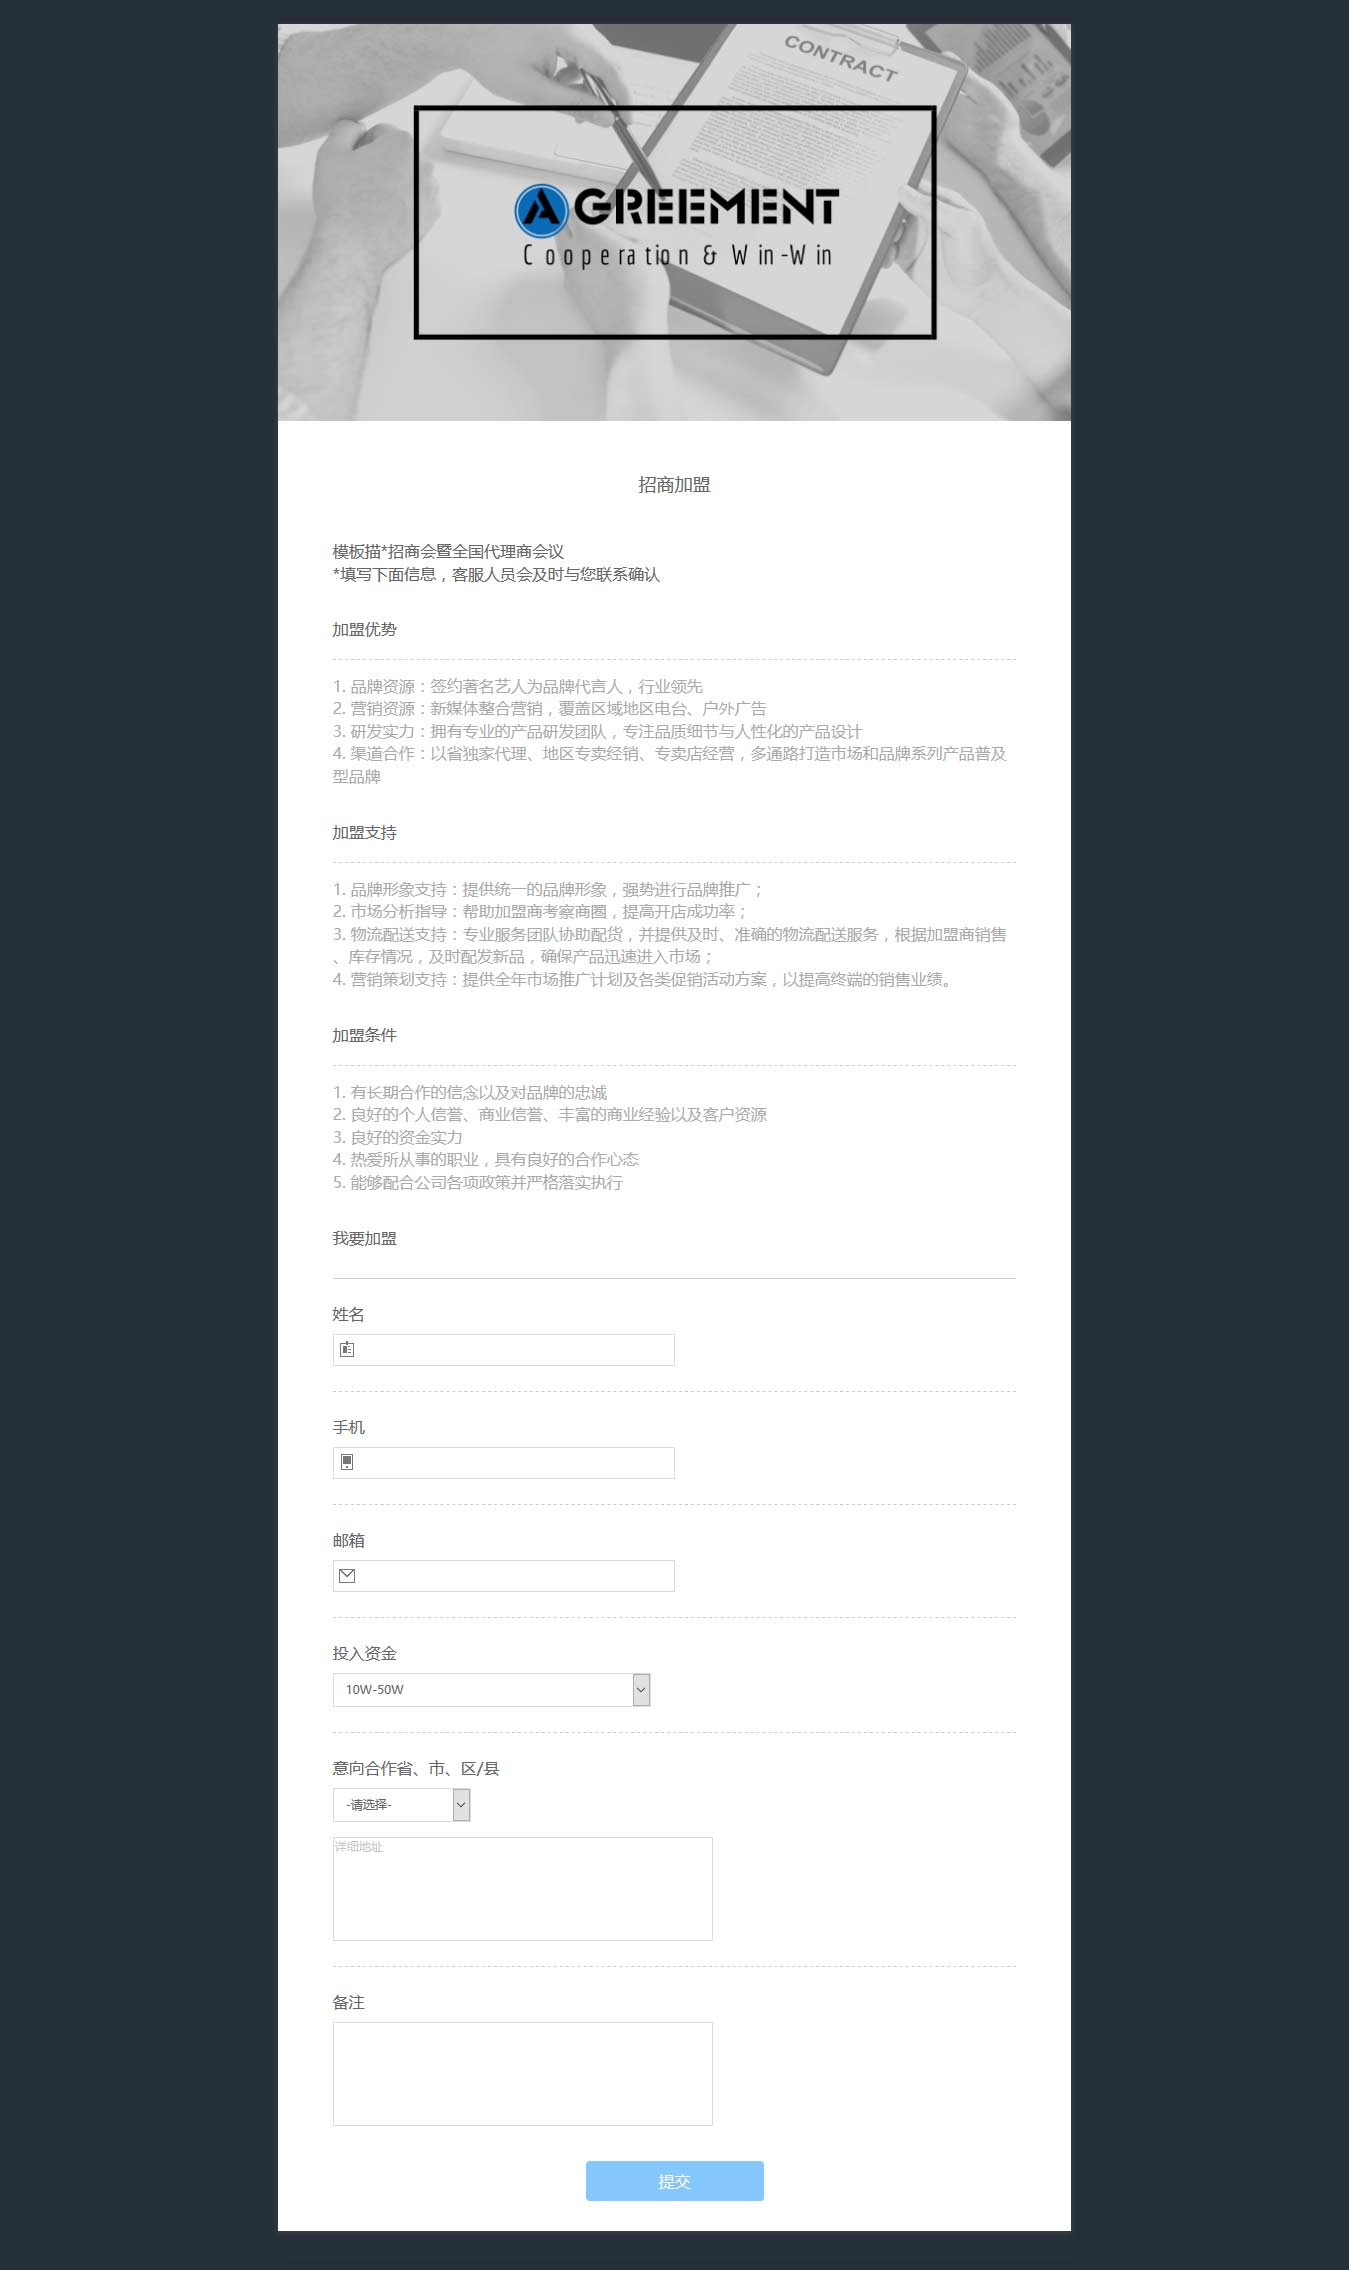 CONTRACT
AGREEMENT
Cooperation & Win-Win
招商加盟
模板描*招商会暨全国代理商会议
*填写下面信息，客服人员会及时与您联系确认
加盟优势
1. 品牌资源：签约著名艺人为品牌代言人，行业领先
2. 营销资源：新媒体整合营销，覆盖区域地区电台、户外广告
3. 研发实力：拥有专业的产品研发团队，专注品质细节与人性化的产品设计
4. 渠道合作：以省独家代理、地区专卖经销、专卖店经营，多通路打造市场和品牌系列产品普及
型品牌
加盟支持
1. 品牌形象支持：提供统一的品牌形象，强势进行品牌推广；
2. 市场分析指导：帮助加盟商考察商圈，提高开店成功率；
3. 物流配送支持：专业服务团队协助配货，并提供及时、准确的物流配送服务，根据加盟商销售
、库存情况，及时配发新品，确保产品迅速进入市场；
4. 营销策划支持：提供全年市场推广计划及各类促销活动方案，以提高终端的销售业绩。
加盟条件
1. 有长期合作的信念以及对品牌的忠诚
2. 良好的个人信誉、商业信誉、丰富的商业经验以及客户资源
3. 良好的资金实力
4. 热爱所从事的职业，具有良好的合作心态
5. 能够配合公司各项政策并严格落实执行
我要加盟
姓名
手机
邮箱
投入资金
10W-50W
意向合作省、市、区/县
-请选择-
详细地址
备注
提交